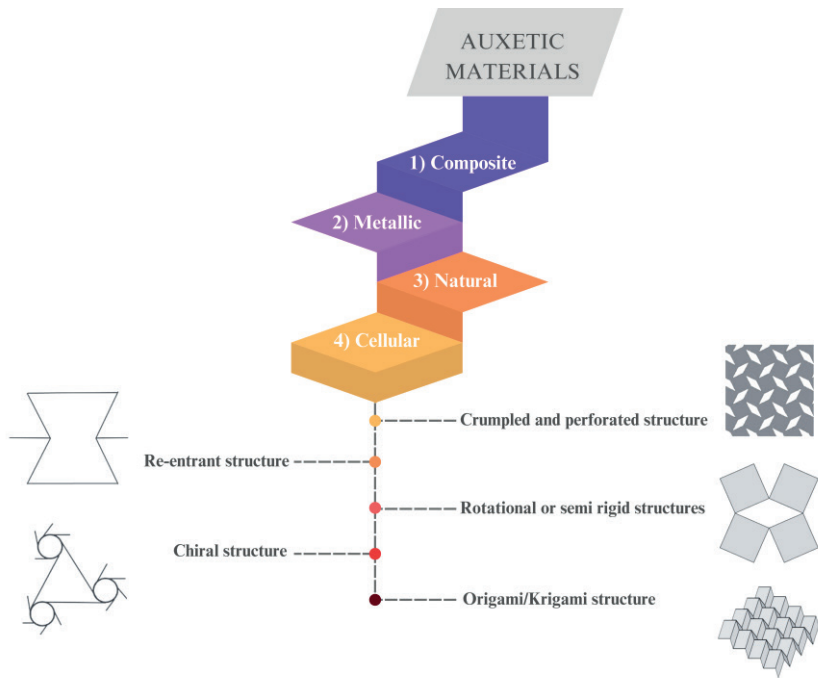 AUXETIC
MATERIALS
1) Composite
2) Metallic
3) Natural
4) Cellular
Crumpled and perforated structure
Re-entrant structure
Rotational or semi rigid structures
Chiral structure
Origami/Krigami structure